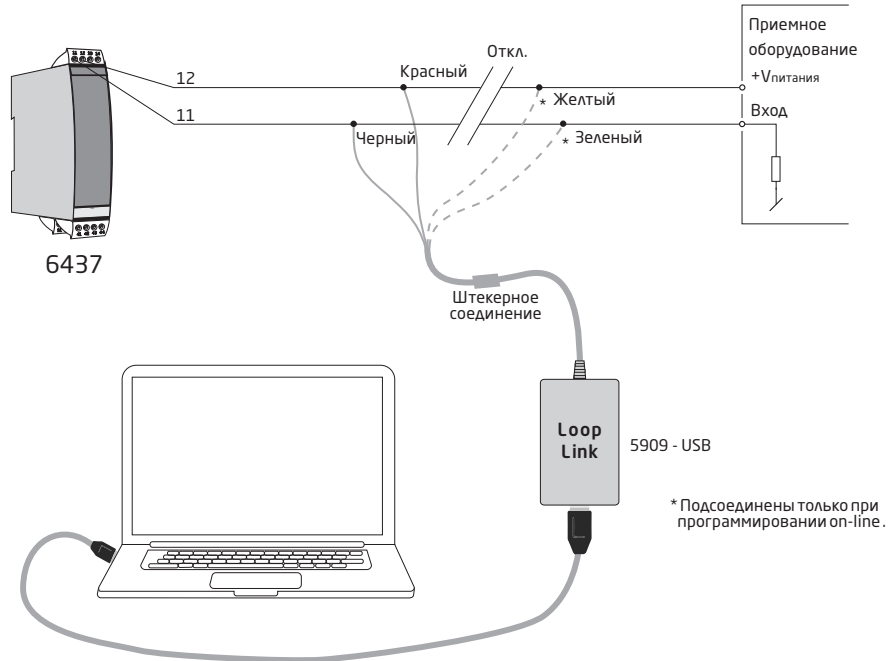 Приемное
оборудование
+Vпитания
Откл.
Красный
12
* Желтый
Вход
11
Черный
* Зеленый
6437
Штекерное
соединение
Loop
Link
5909 - USB
* Подсоединены только при
программировании on-line.